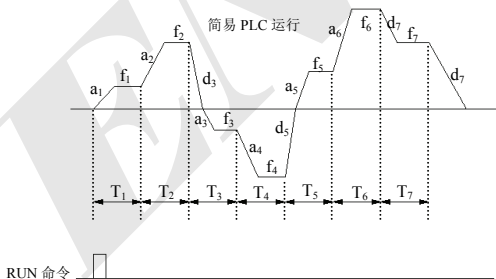 简易 PLC 运行
a₁ f₁ a₂ f₂ d₃ a₃ f₃ a₄ f₄ d₅ a₅ f₅ a₆ f₆ d₇ f₇ d₇
T₁ T₂ T₃ T₄ T₅ T₆ T₇
RUN 命令